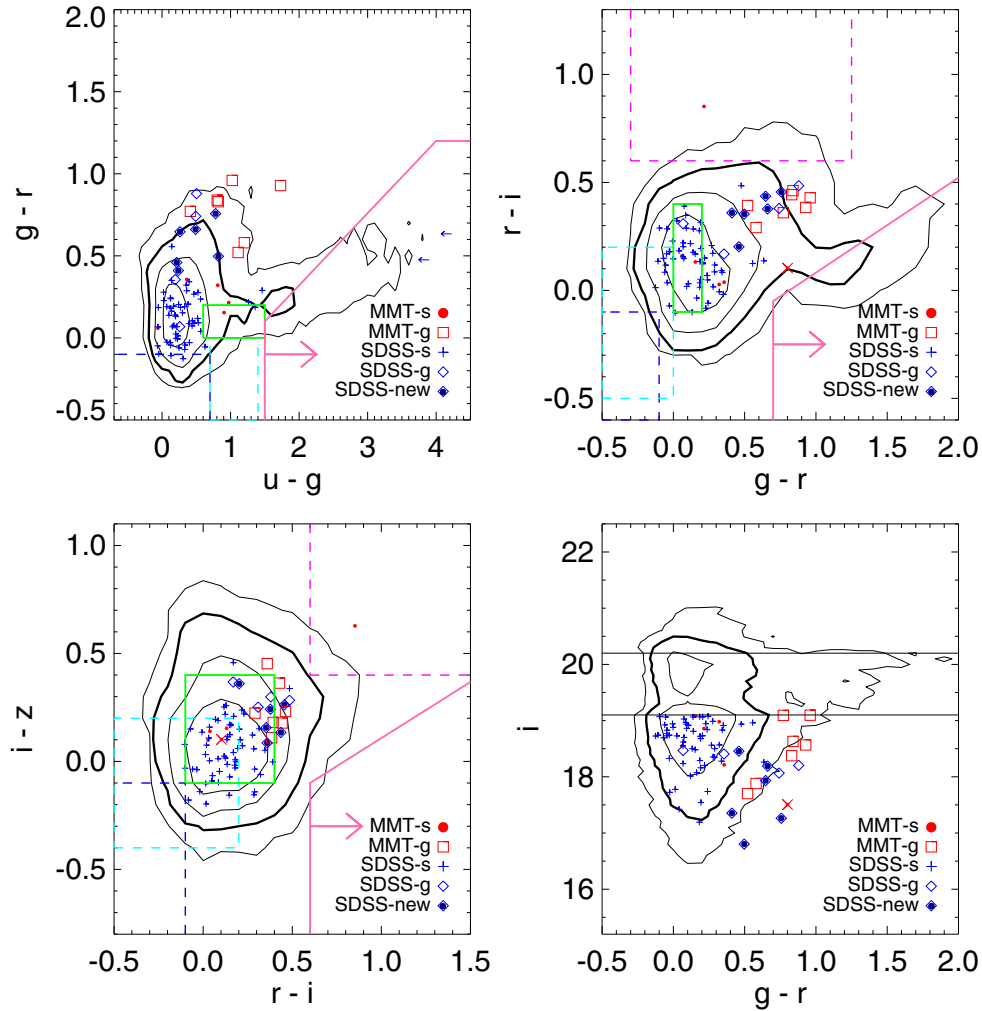 2.0
1.5
1.0
0.5
0.0
-0.5
g - r
0 1 2 3 4
u - g
MMT-s
MMT-g
SDSS-s
SDSS-g
SDSS-new
1.0
0.5
0.0
-0.5
r - i
-0.5 0.0 0.5 1.0 1.5 2.0
g - r
MMT-s
MMT-g
SDSS-s
SDSS-g
SDSS-new
1.0
0.5
0.0
-0.5
i - z
-0.5 0.0 0.5 1.0 1.5
r - i
MMT-s
MMT-g
SDSS-s
SDSS-g
SDSS-new
22
20
18
16
i
-0.5 0.0 0.5 1.0 1.5 2.0
g - r
MMT-s
MMT-g
SDSS-s
SDSS-g
SDSS-new